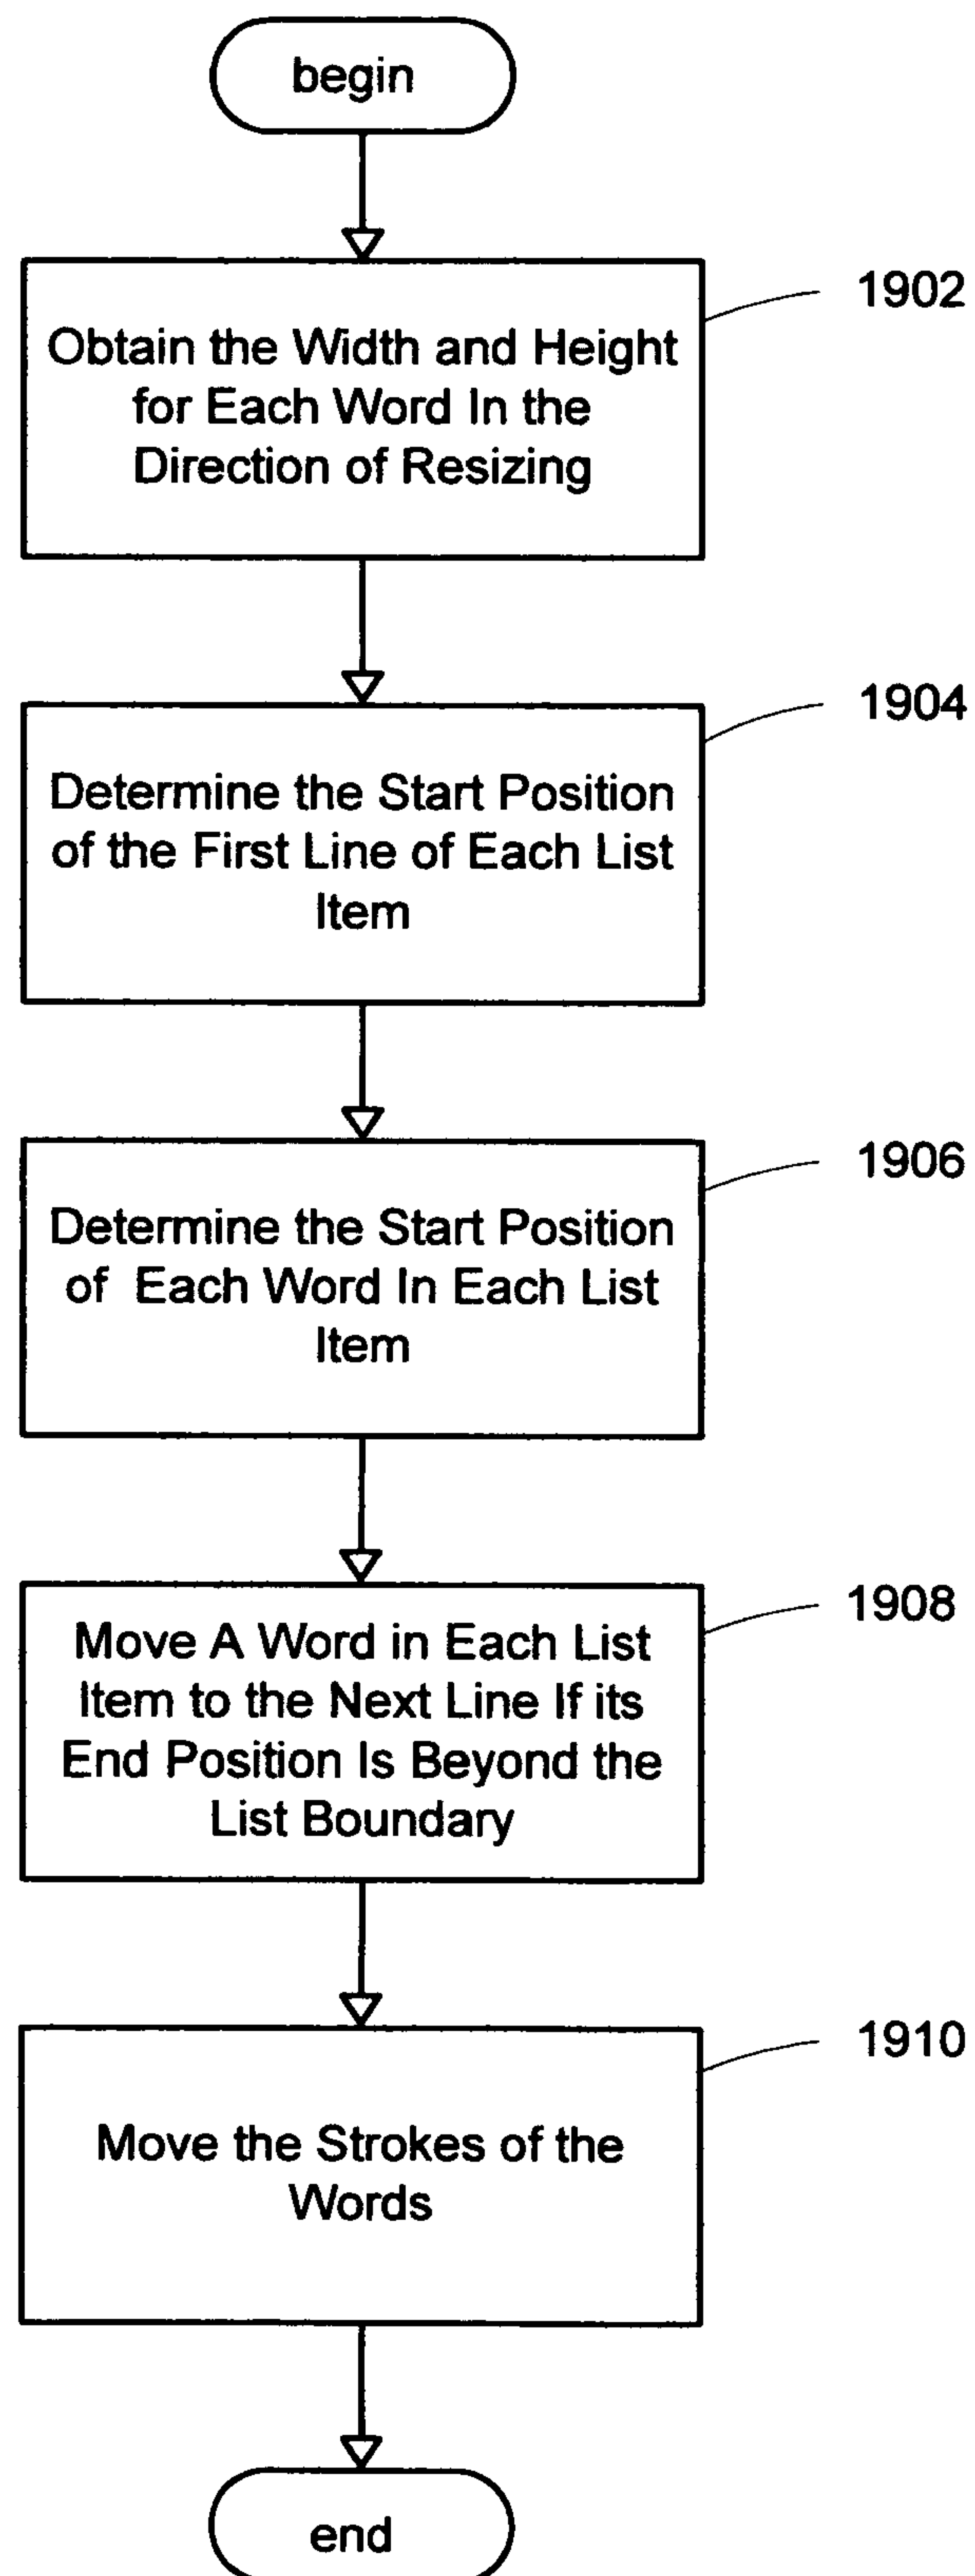 begin
1902
Obtain the Width and Height
for Each Word In the
Direction of Resizing
1904
Determine the Start Position
of the First Line of Each List
Item
1906
Determine the Start Position
of Each Word In Each List
Item
1908
Move A Word in Each List
Item to the Next Line If its
End Position Is Beyond the
List Boundary
1910
Move the Strokes of the
Words
end